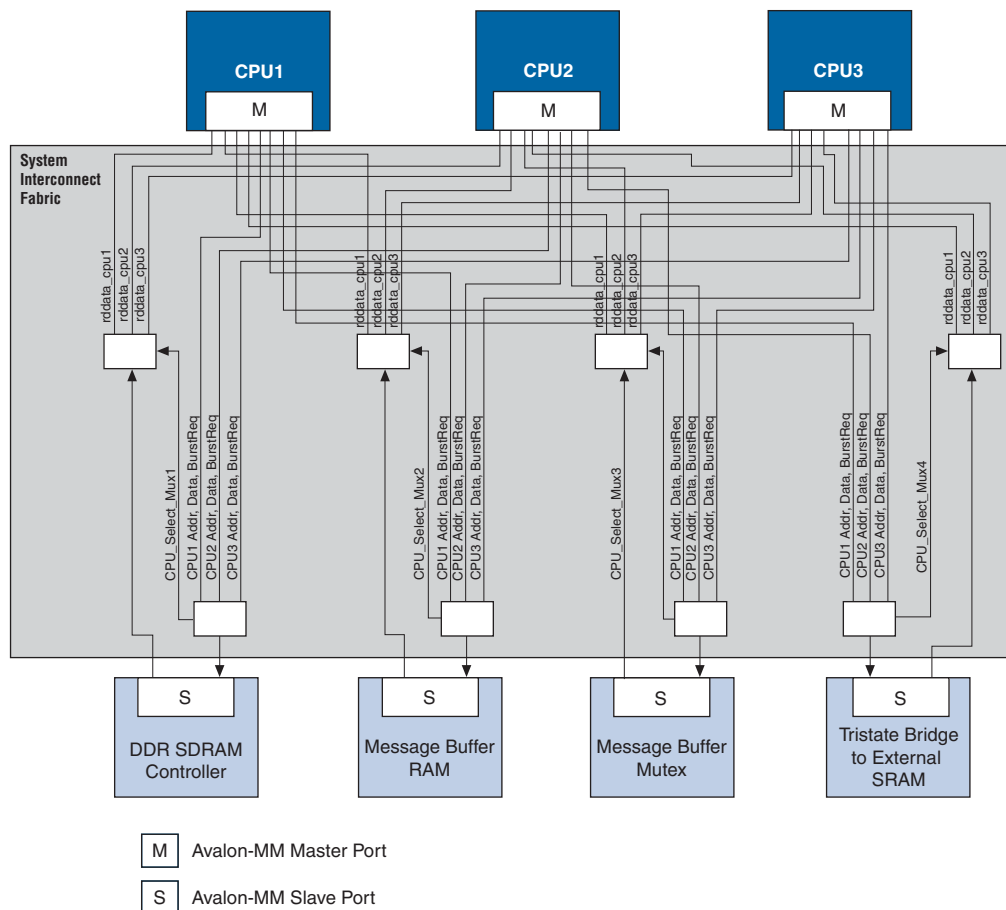 CPU1
CPU2
CPU3
M
M
M
System
Interconnect
Fabric
rddata_cpu1
rddata_cpu2
rddata_cpu3
rddata_cpu1
rddata_cpu2
rddata_cpu3
rddata_cpu1
rddata_cpu2
rddata_cpu3
rddata_cpu1
rddata_cpu2
rddata_cpu3
CPU_Select_Mux1
CPU1 Addr, Data, BurstReq
CPU2 Addr, Data, BurstReq
CPU3 Addr, Data, BurstReq
CPU_Select_Mux2
CPU1 Addr, Data, BurstReq
CPU2 Addr, Data, BurstReq
CPU3 Addr, Data, BurstReq
CPU_Select_Mux3
CPU1 Addr, Data, BurstReq
CPU2 Addr, Data, BurstReq
CPU3 Addr, Data, BurstReq
CPU1 Addr, Data, BurstReq
CPU2 Addr, Data, BurstReq
CPU3 Addr, Data, BurstReq
CPU_Select_Mux4
S
S
S
S
DDR SDRAM
Controller
Message Buffer
RAM
Message Buffer
Mutex
Tristate Bridge
to External
SRAM
M Avalon-MM Master Port
S Avalon-MM Slave Port